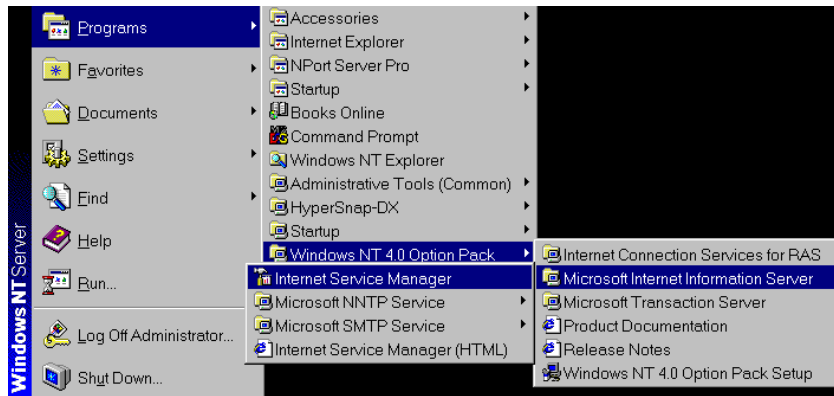 Programs
Favorites
Documents
Settings
Find
Help
Run...
Log Off Administrator...
Shut Down...
Windows NT Server
Accessories
Internet Explorer
NPort Server Pro
Startup
Books Online
Command Prompt
Windows NT Explorer
Administrative Tools (Common)
HyperSnap-DX
Startup
Windows NT 4.0 Option Pack
Internet Service Manager
Microsoft NNTP Service
Microsoft SMTP Service
Internet Service Manager (HTML)
Internet Connection Services for RAS
Microsoft Internet Information Server
Microsoft Transaction Server
Product Documentation
Release Notes
Windows NT 4.0 Option Pack Setup